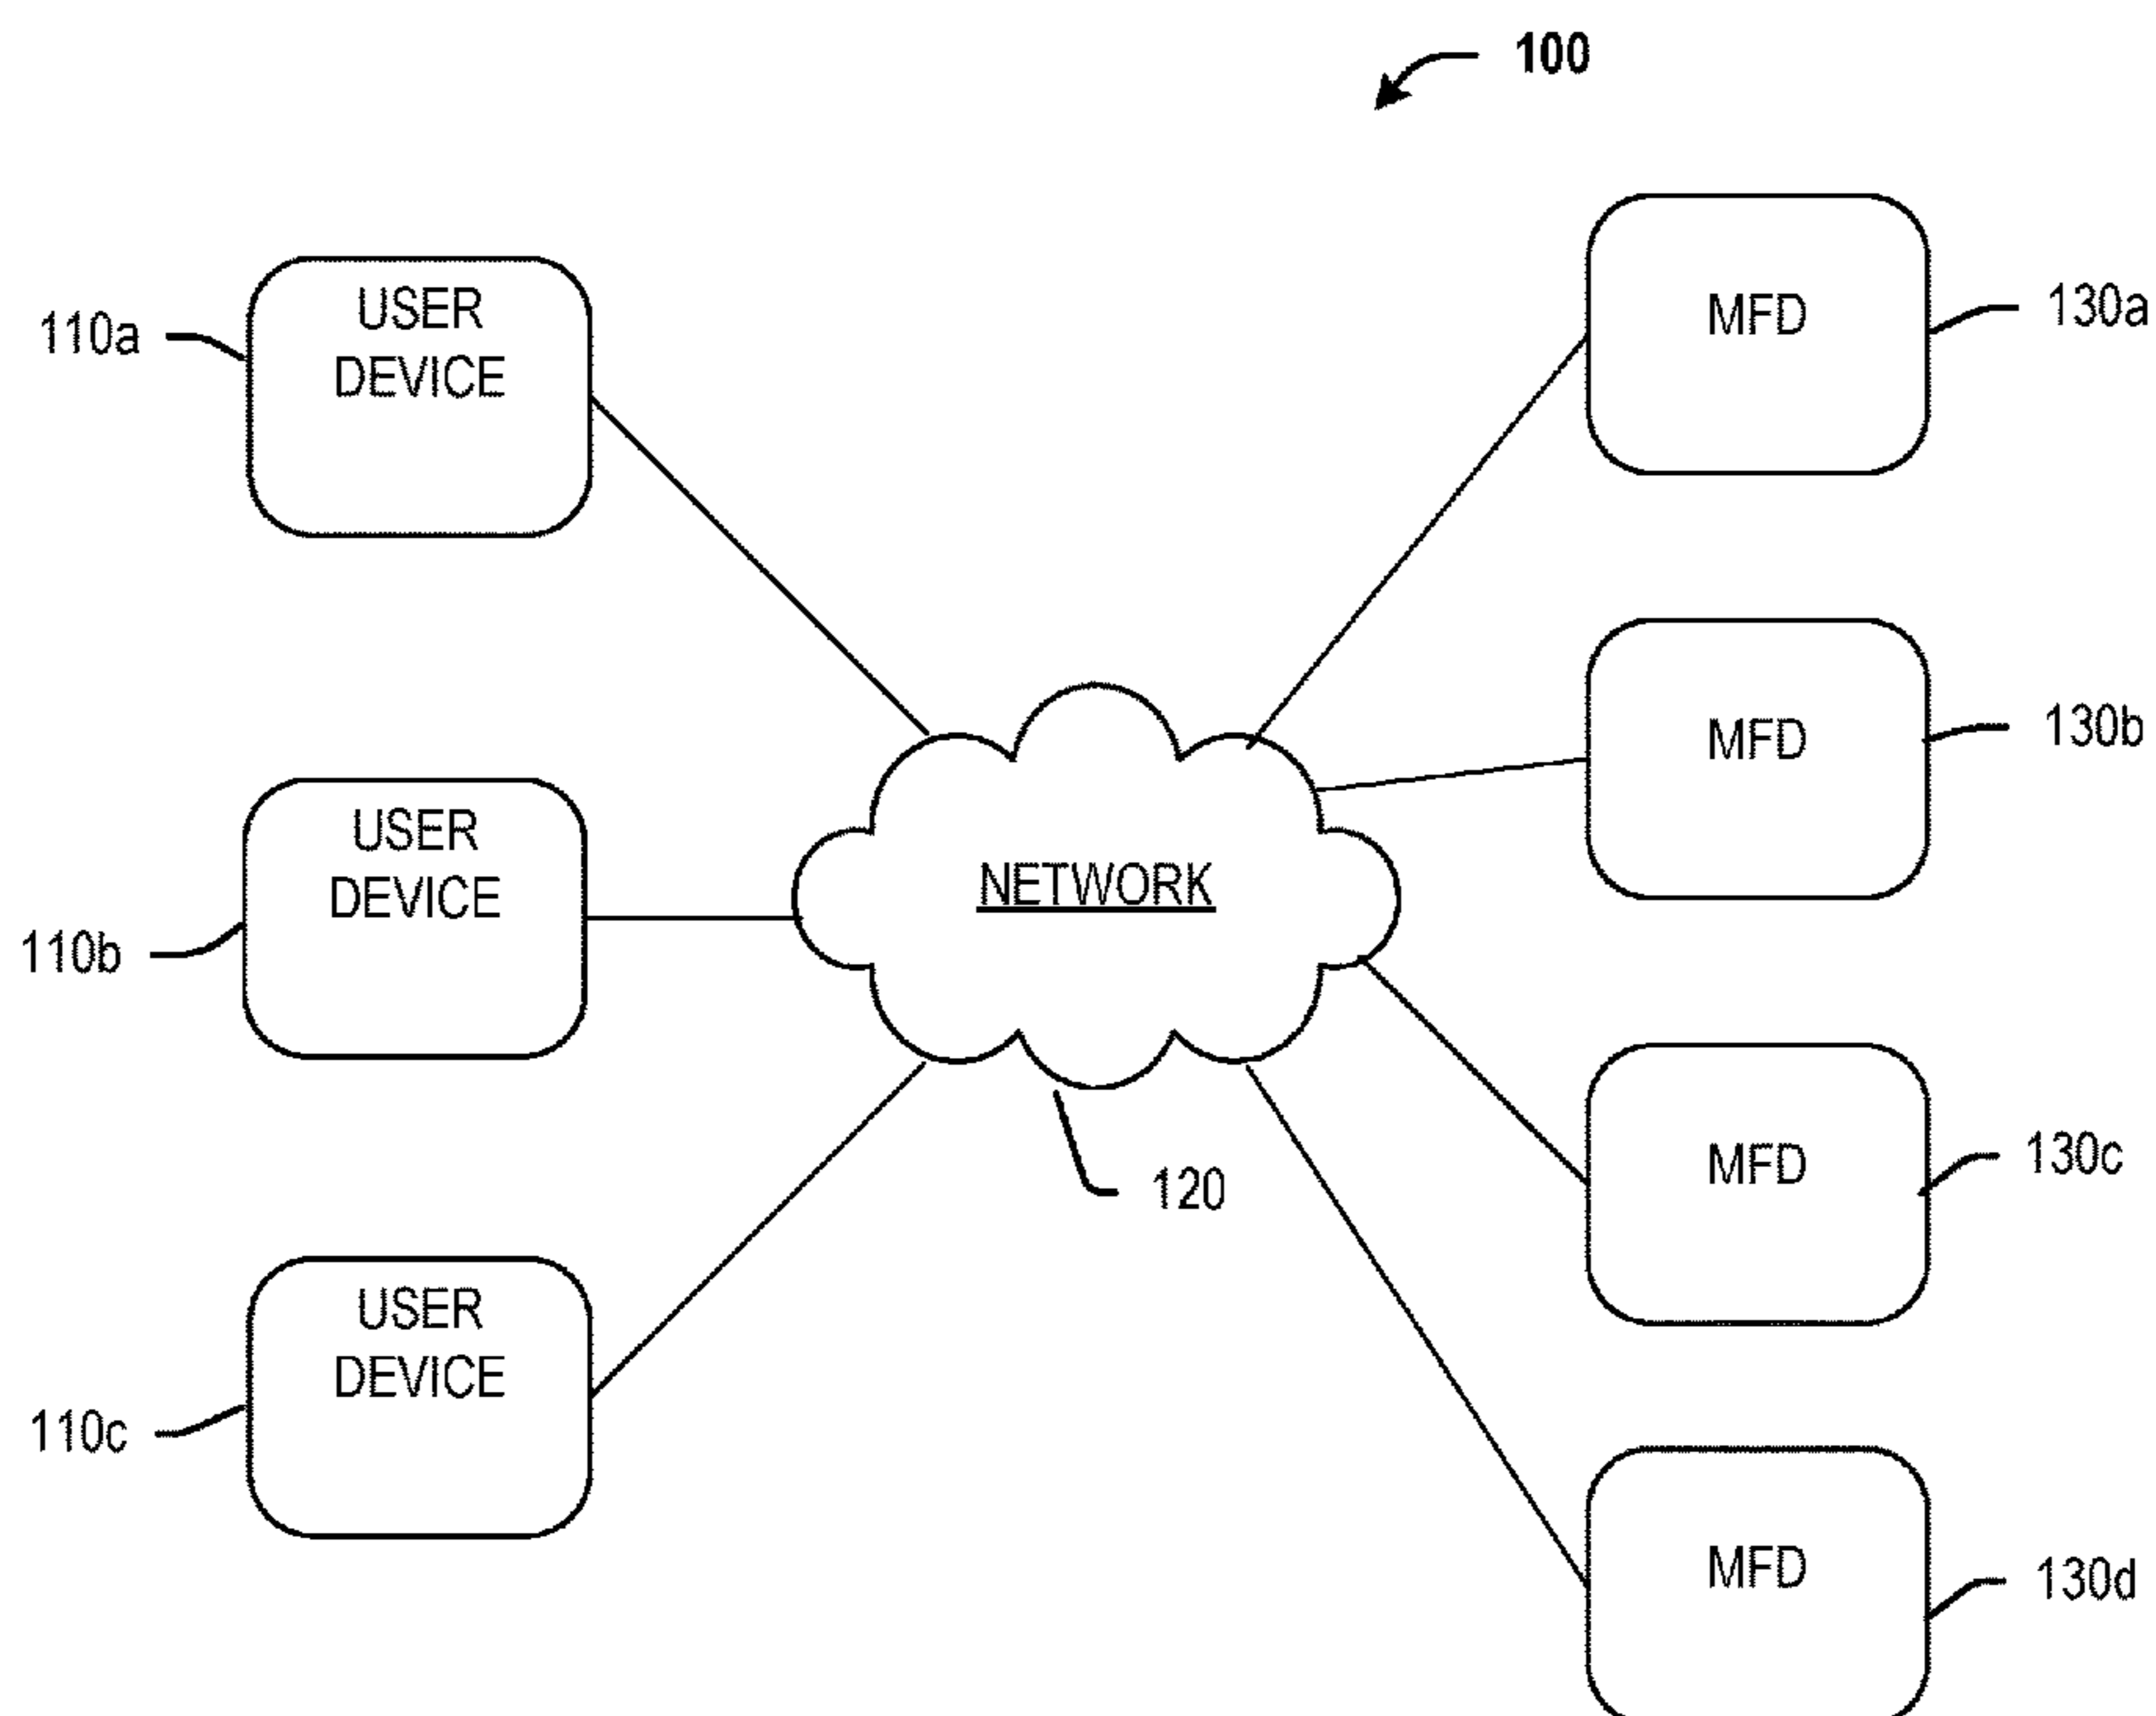 100
110a
USER
DEVICE
MFD
130a
MFD
130b
110b
USER
DEVICE
NETWORK
120
MFD
130c
110c
USER
DEVICE
MFD
130d